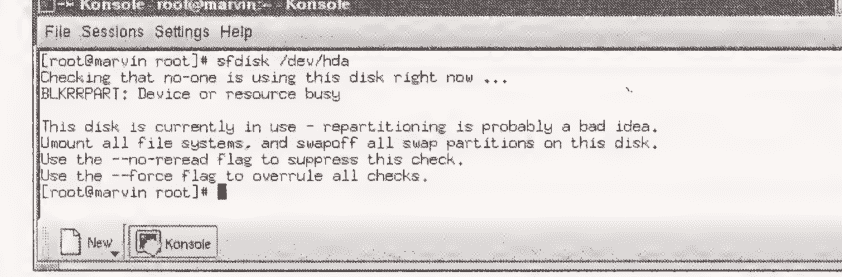 Konsole root@marvin:~ - Konsole
File Sessions Settings Help
[root@marvin root]# sfdisk /dev/hda
Checking that no-one is using this disk right now ...
BLKRRPART: Device or resource busy
This disk is currently in use - repartitioning is probably a bad idea.
Umount all file systems, and swapoff all swap partitions on this disk.
Use the --no-reread flag to suppress this check.
Use the --force flag to overrule all checks.
[root@marvin root]#
New Konsole